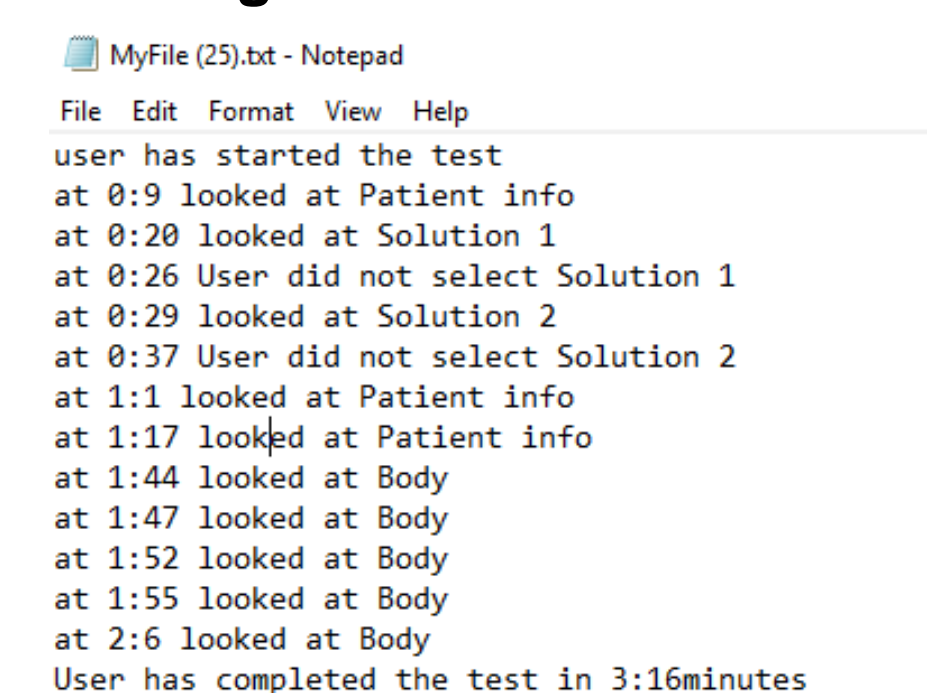 MyFile (25).txt - Notepad
File Edit Format View Help
user has started the test
at 0:9 looked at Patient info
at 0:20 looked at Solution 1
at 0:26 User did not select Solution 1
at 0:29 looked at Solution 2
at 0:37 User did not select Solution 2
at 1:1 looked at Patient info
at 1:17 looked at Patient info
at 1:44 looked at Body
at 1:47 looked at Body
at 1:52 looked at Body
at 1:55 looked at Body
at 2:6 looked at Body
User has completed the test in 3:16minutes